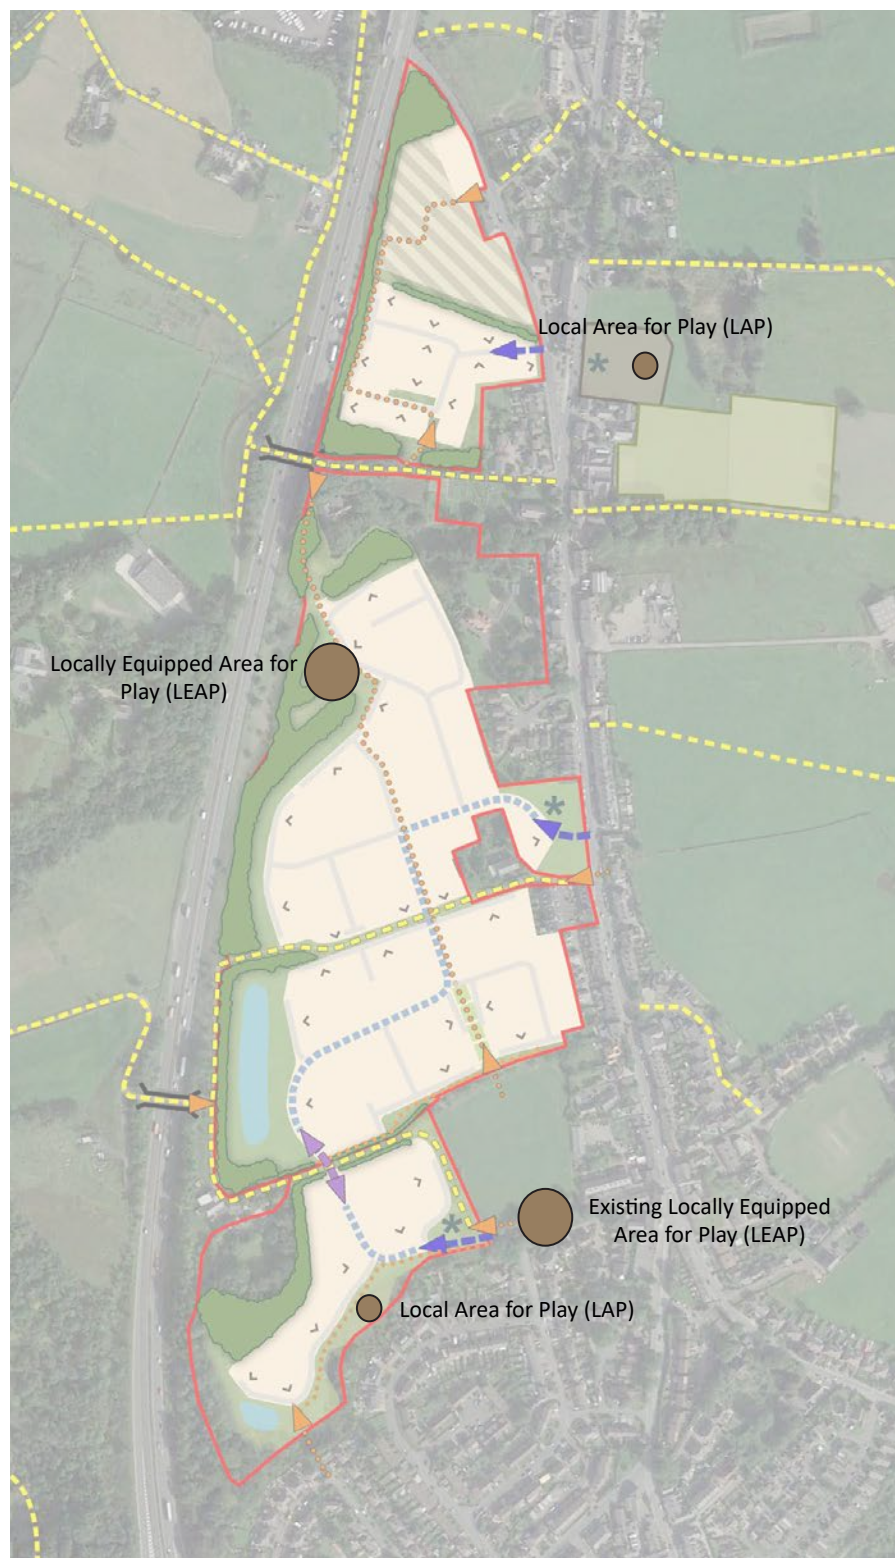 Local Area for Play (LAP)
Locally Equipped Area for
Play (LEAP)
Existing Locally Equipped
Area for Play (LEAP)
Local Area for Play (LAP)